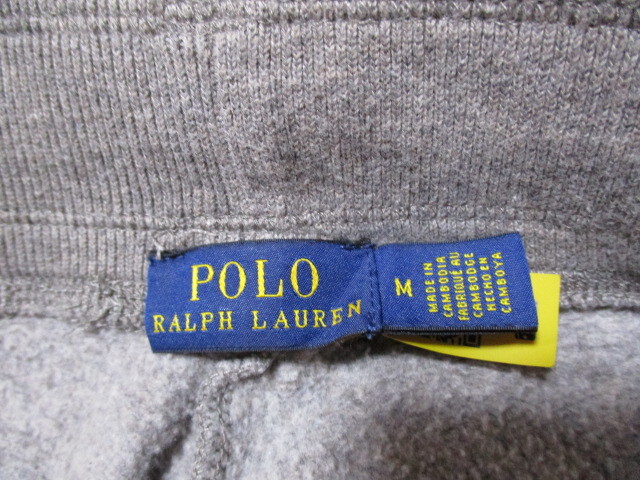 POLO
RALPH LAUREN
M
MADE IN
CAMBODIA
FABRIQUÉ AU
CAMBODGE
HECHO EN
CAMBOYA